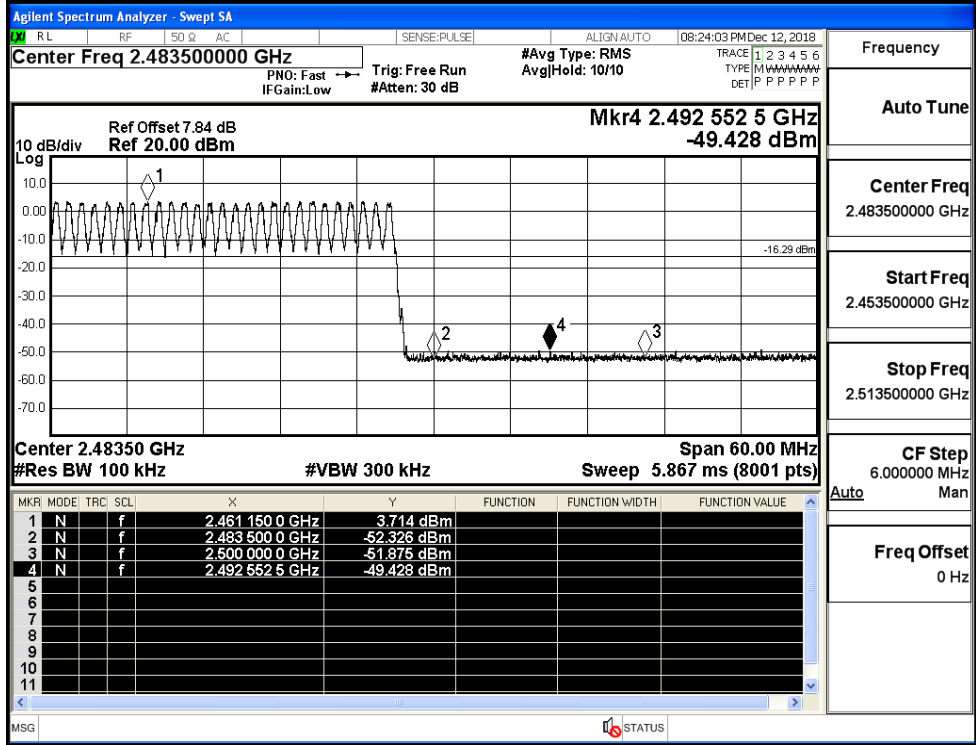 Agilent Spectrum Analyzer - Swept SA
LXI RL RF 50 Ω AC SENSE:PULSE ALIGN AUTO 08:24:03 PM Dec 12, 2018
Center Freq 2.483500000 GHz
#Avg Type: RMS
TRACE 1 2 3 4 5 6
PNO: Fast Trig: Free Run Avg|Hold: 10/10
TYPE M WWWWW
IFGain:Low #Atten: 30 dB
DET P P P P P P
Mkr4 2.492 552 5 GHz
-49.428 dBm
Ref Offset 7.84 dB
10 dB/div Ref 20.00 dBm
Log
10.0
0.00
-10.0
-20.0
-30.0
-40.0
-50.0
-60.0
-70.0
1
-16.29 dBm
2
4
3
Center 2.48350 GHz Span 60.00 MHz
#Res BW 100 kHz #VBW 300 kHz Sweep 5.867 ms (8001 pts)
MKR MODE TRC SCL X Y FUNCTION FUNCTION WIDTH FUNCTION VALUE
1 N f 2.461 150 0 GHz 3.714 dBm
2 N f 2.483 500 0 GHz -52.326 dBm
3 N f 2.500 000 0 GHz -51.875 dBm
4 N f 2.492 552 5 GHz -49.428 dBm
5
6
7
8
9
10
11
MSG STATUS
Frequency
Auto Tune
Center Freq
2.483500000 GHz
Start Freq
2.453500000 GHz
Stop Freq
2.513500000 GHz
CF Step
6.000000 MHz
Auto Man
Freq Offset
0 Hz